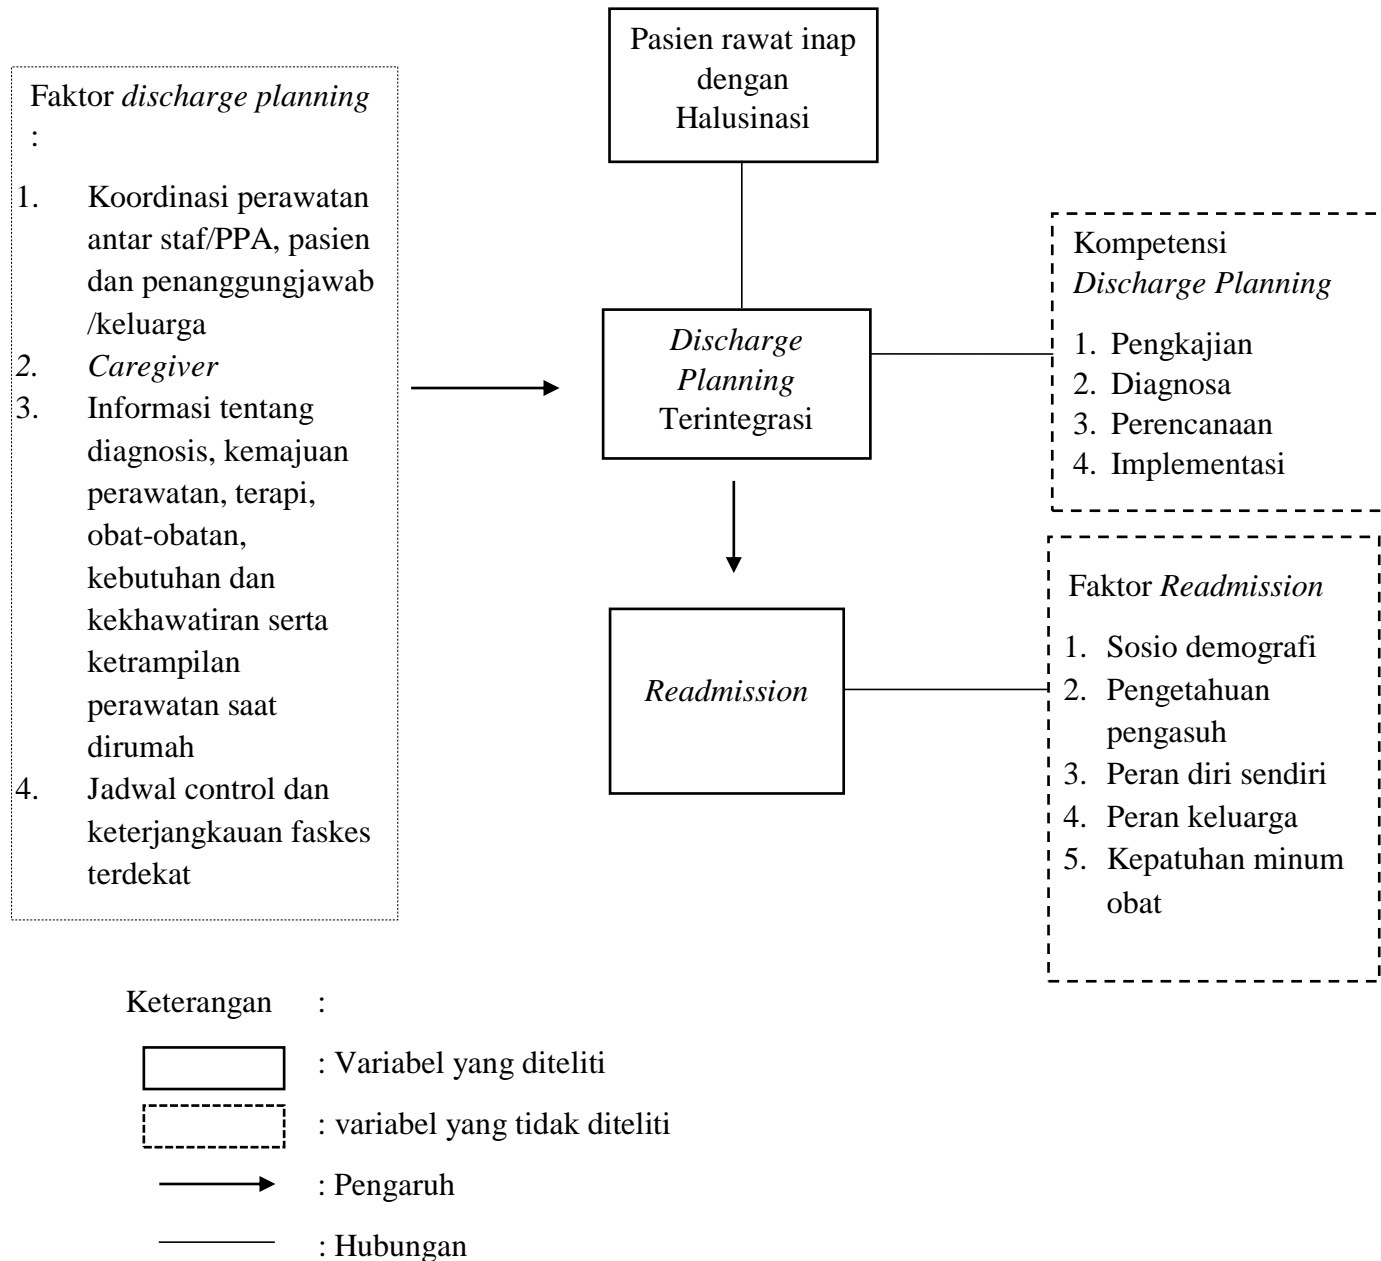 Pasien rawat inap
dengan
Halusinasi
Faktor discharge planning
:
1. Koordinasi perawatan
antar staf/PPA, pasien
dan penanggungjawab
/keluarga
2. Caregiver
3. Informasi tentang
diagnosis, kemajuan
perawatan, terapi,
obat-obatan,
kebutuhan dan
kekhawatiran serta
ketrampilan
perawatan saat
dirumah
4. Jadwal control dan
keterjangkauan faskes
terdekat
Discharge
Planning
Terintegrasi
Kompetensi
Discharge Planning
1. Pengkajian
2. Diagnosa
3. Perencanaan
4. Implementasi
Readmission
Faktor Readmission
1. Sosio demografi
2. Pengetahuan
pengasuh
3. Peran diri sendiri
4. Peran keluarga
5. Kepatuhan minum
obat
Keterangan :
: Variabel yang diteliti
: variabel yang tidak diteliti
: Pengaruh
: Hubungan